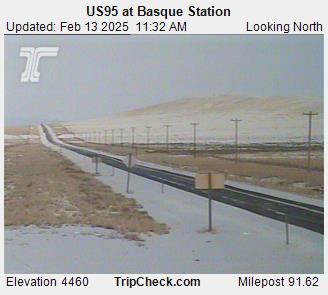 US95 at Basque Station
Updated: Feb 13 2025 11:32 AM Looking North
Elevation 4460 TripCheck.com Milepost 91.62